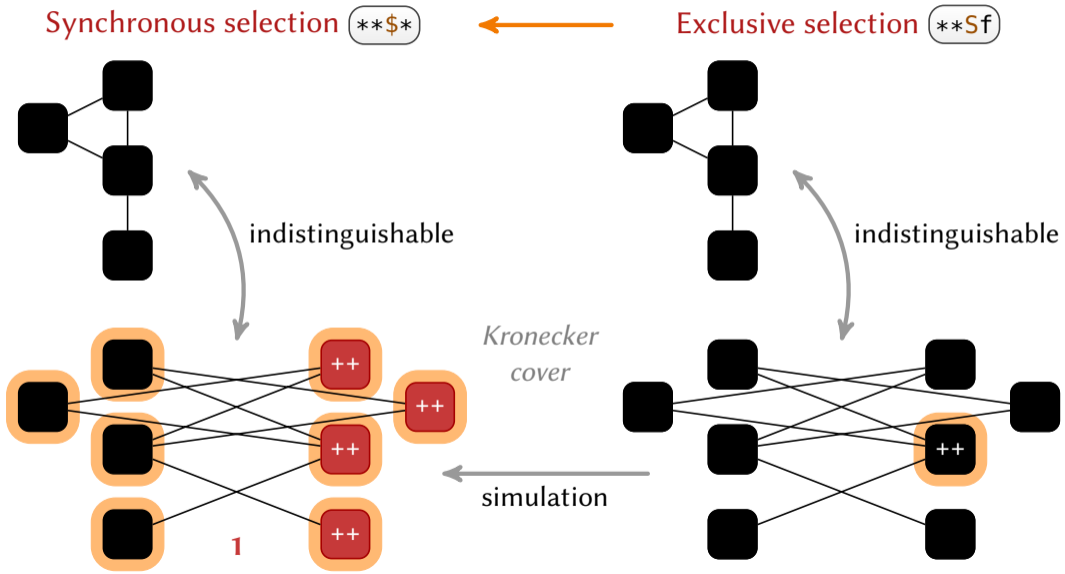 Synchronous selection **$*
Exclusive selection **Sf
indistinguishable
indistinguishable
Kronecker
cover
++
++
++
++
++
simulation
1